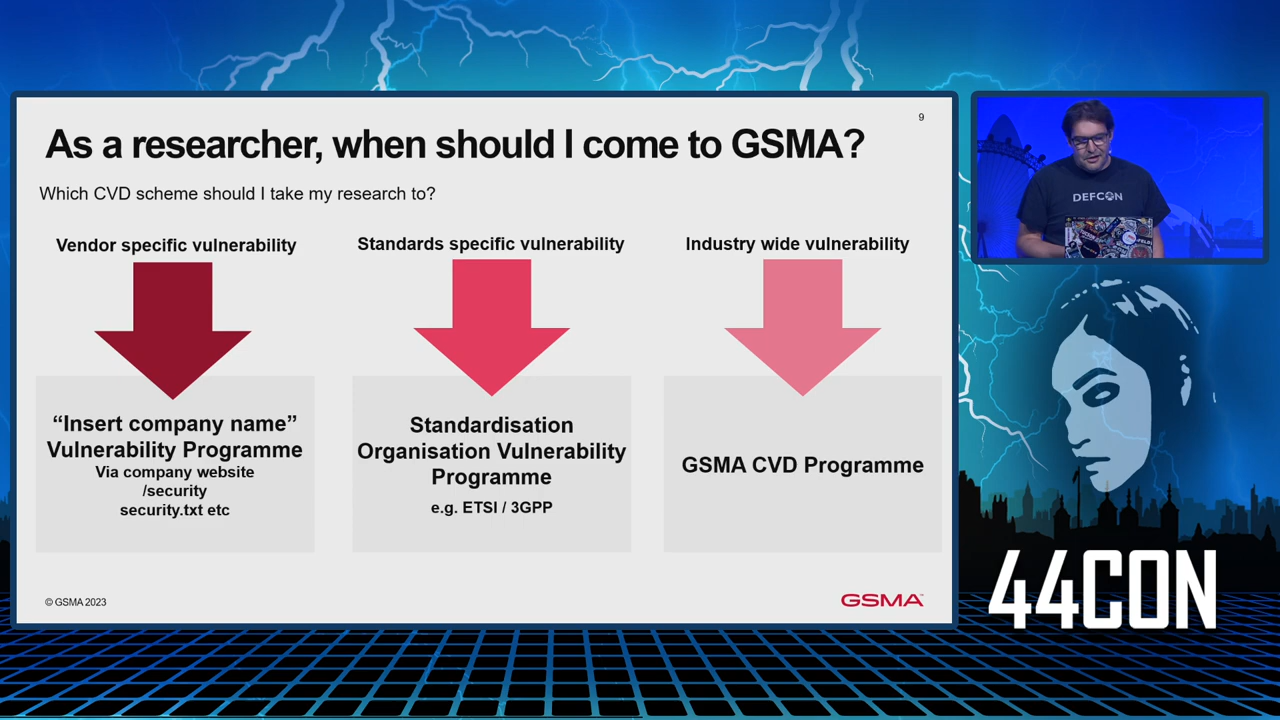 9
As a researcher, when should I come to GSMA?
Which CVD scheme should I take my research to?
Vendor specific vulnerability
Standards specific vulnerability
Industry wide vulnerability
“Insert company name”
Vulnerability Programme
Via company website
/security
security.txt etc
Standardisation
Organisation Vulnerability
Programme
e.g. ETSI / 3GPP
GSMA CVD Programme
© GSMA 2023
GSMA
DEFCON
44CON